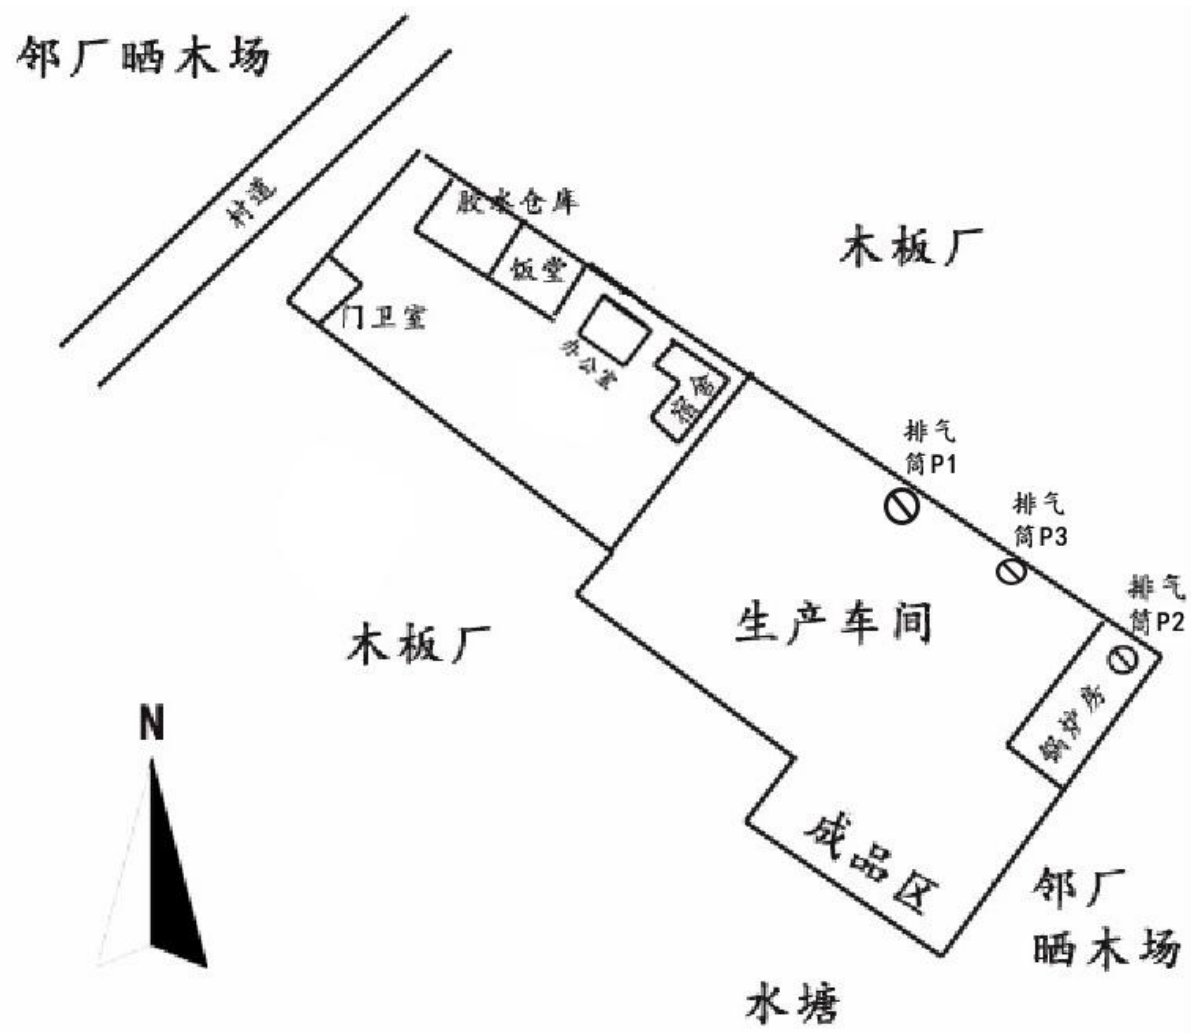 邻厂晒木场
村道
胶水仓库
木板厂
饭堂
门卫室
办公室
宿舍
排气
筒P1
排气
筒P3
排气
筒P2
生产车间
木板厂
锅炉房
N
成品区
邻厂
晒木场
水塘